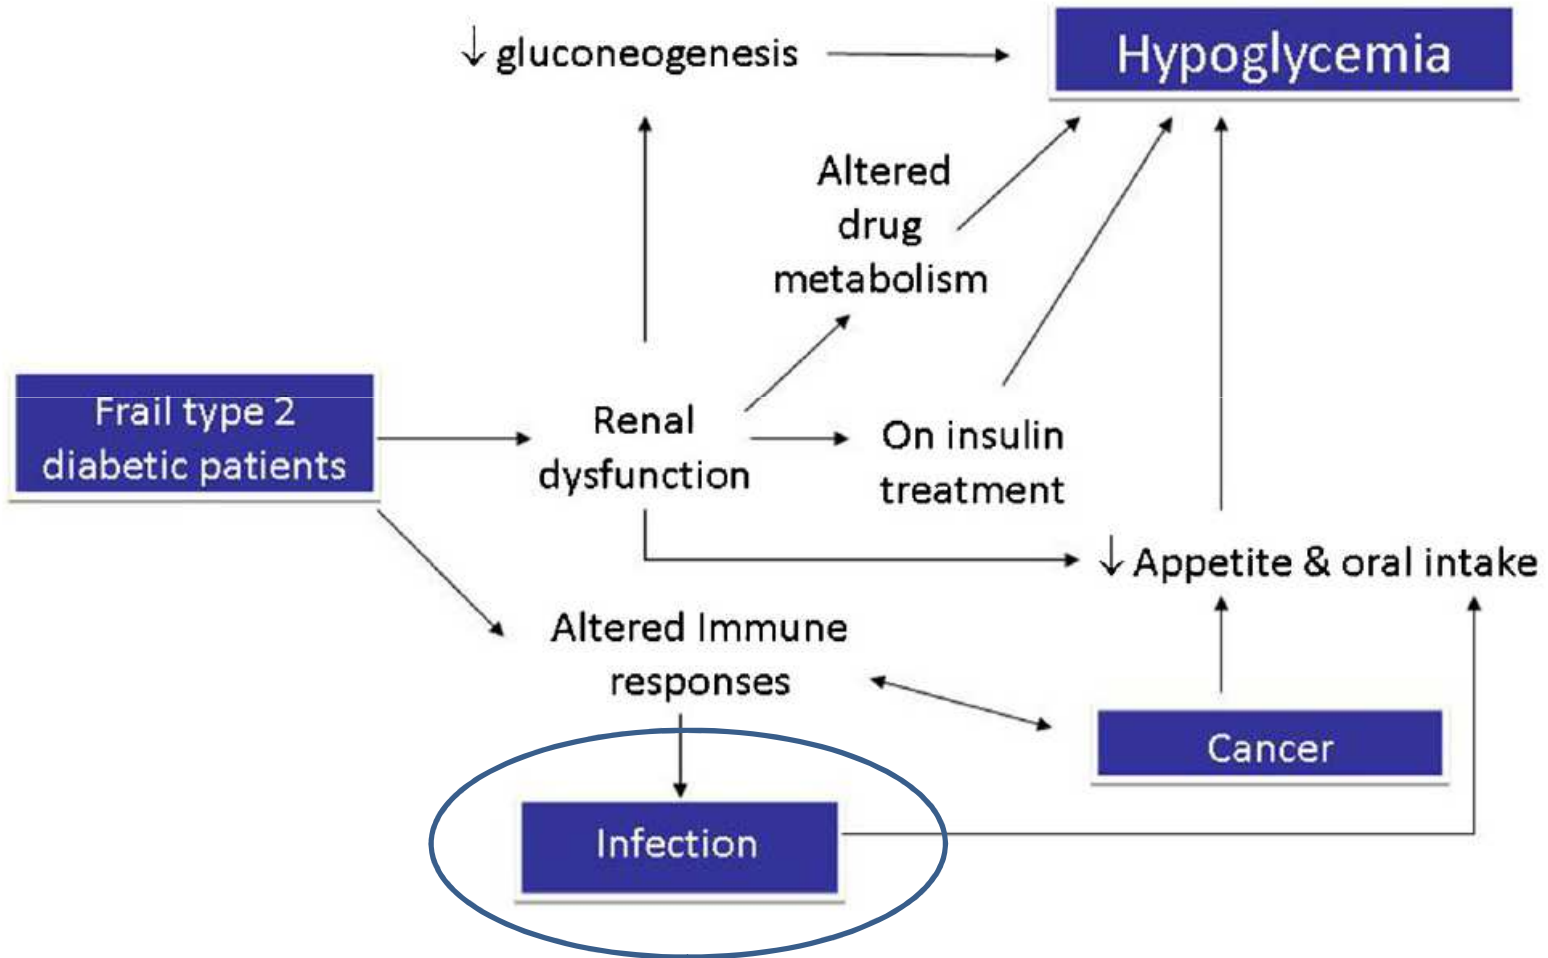 ↓ gluconeogenesis
Hypoglycemia
Altered
drug
metabolism
Frail type 2
diabetic patients
Renal
dysfunction
On insulin
treatment
↓ Appetite & oral intake
Altered Immune
responses
Cancer
Infection